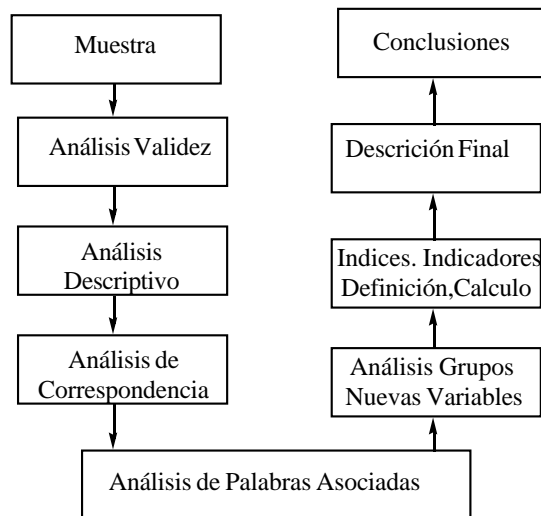 Muestra
Análisis Validez
Análisis
Descriptivo
Análisis de
Correspondencia
Análisis de Palabras Asociadas
Análisis Grupos
Nuevas Variables
Indices. Indicadores
Definición,Calculo
Descrición Final
Conclusiones